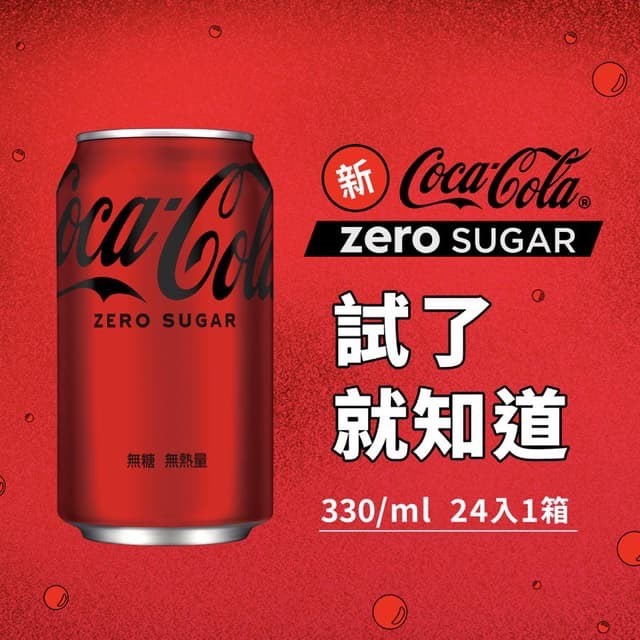 Coca-Cola
ZERO SUGAR
無糖 無熱量
新 Coca-Cola®
zero SUGAR
試了
就知道
330/ml 24入1箱